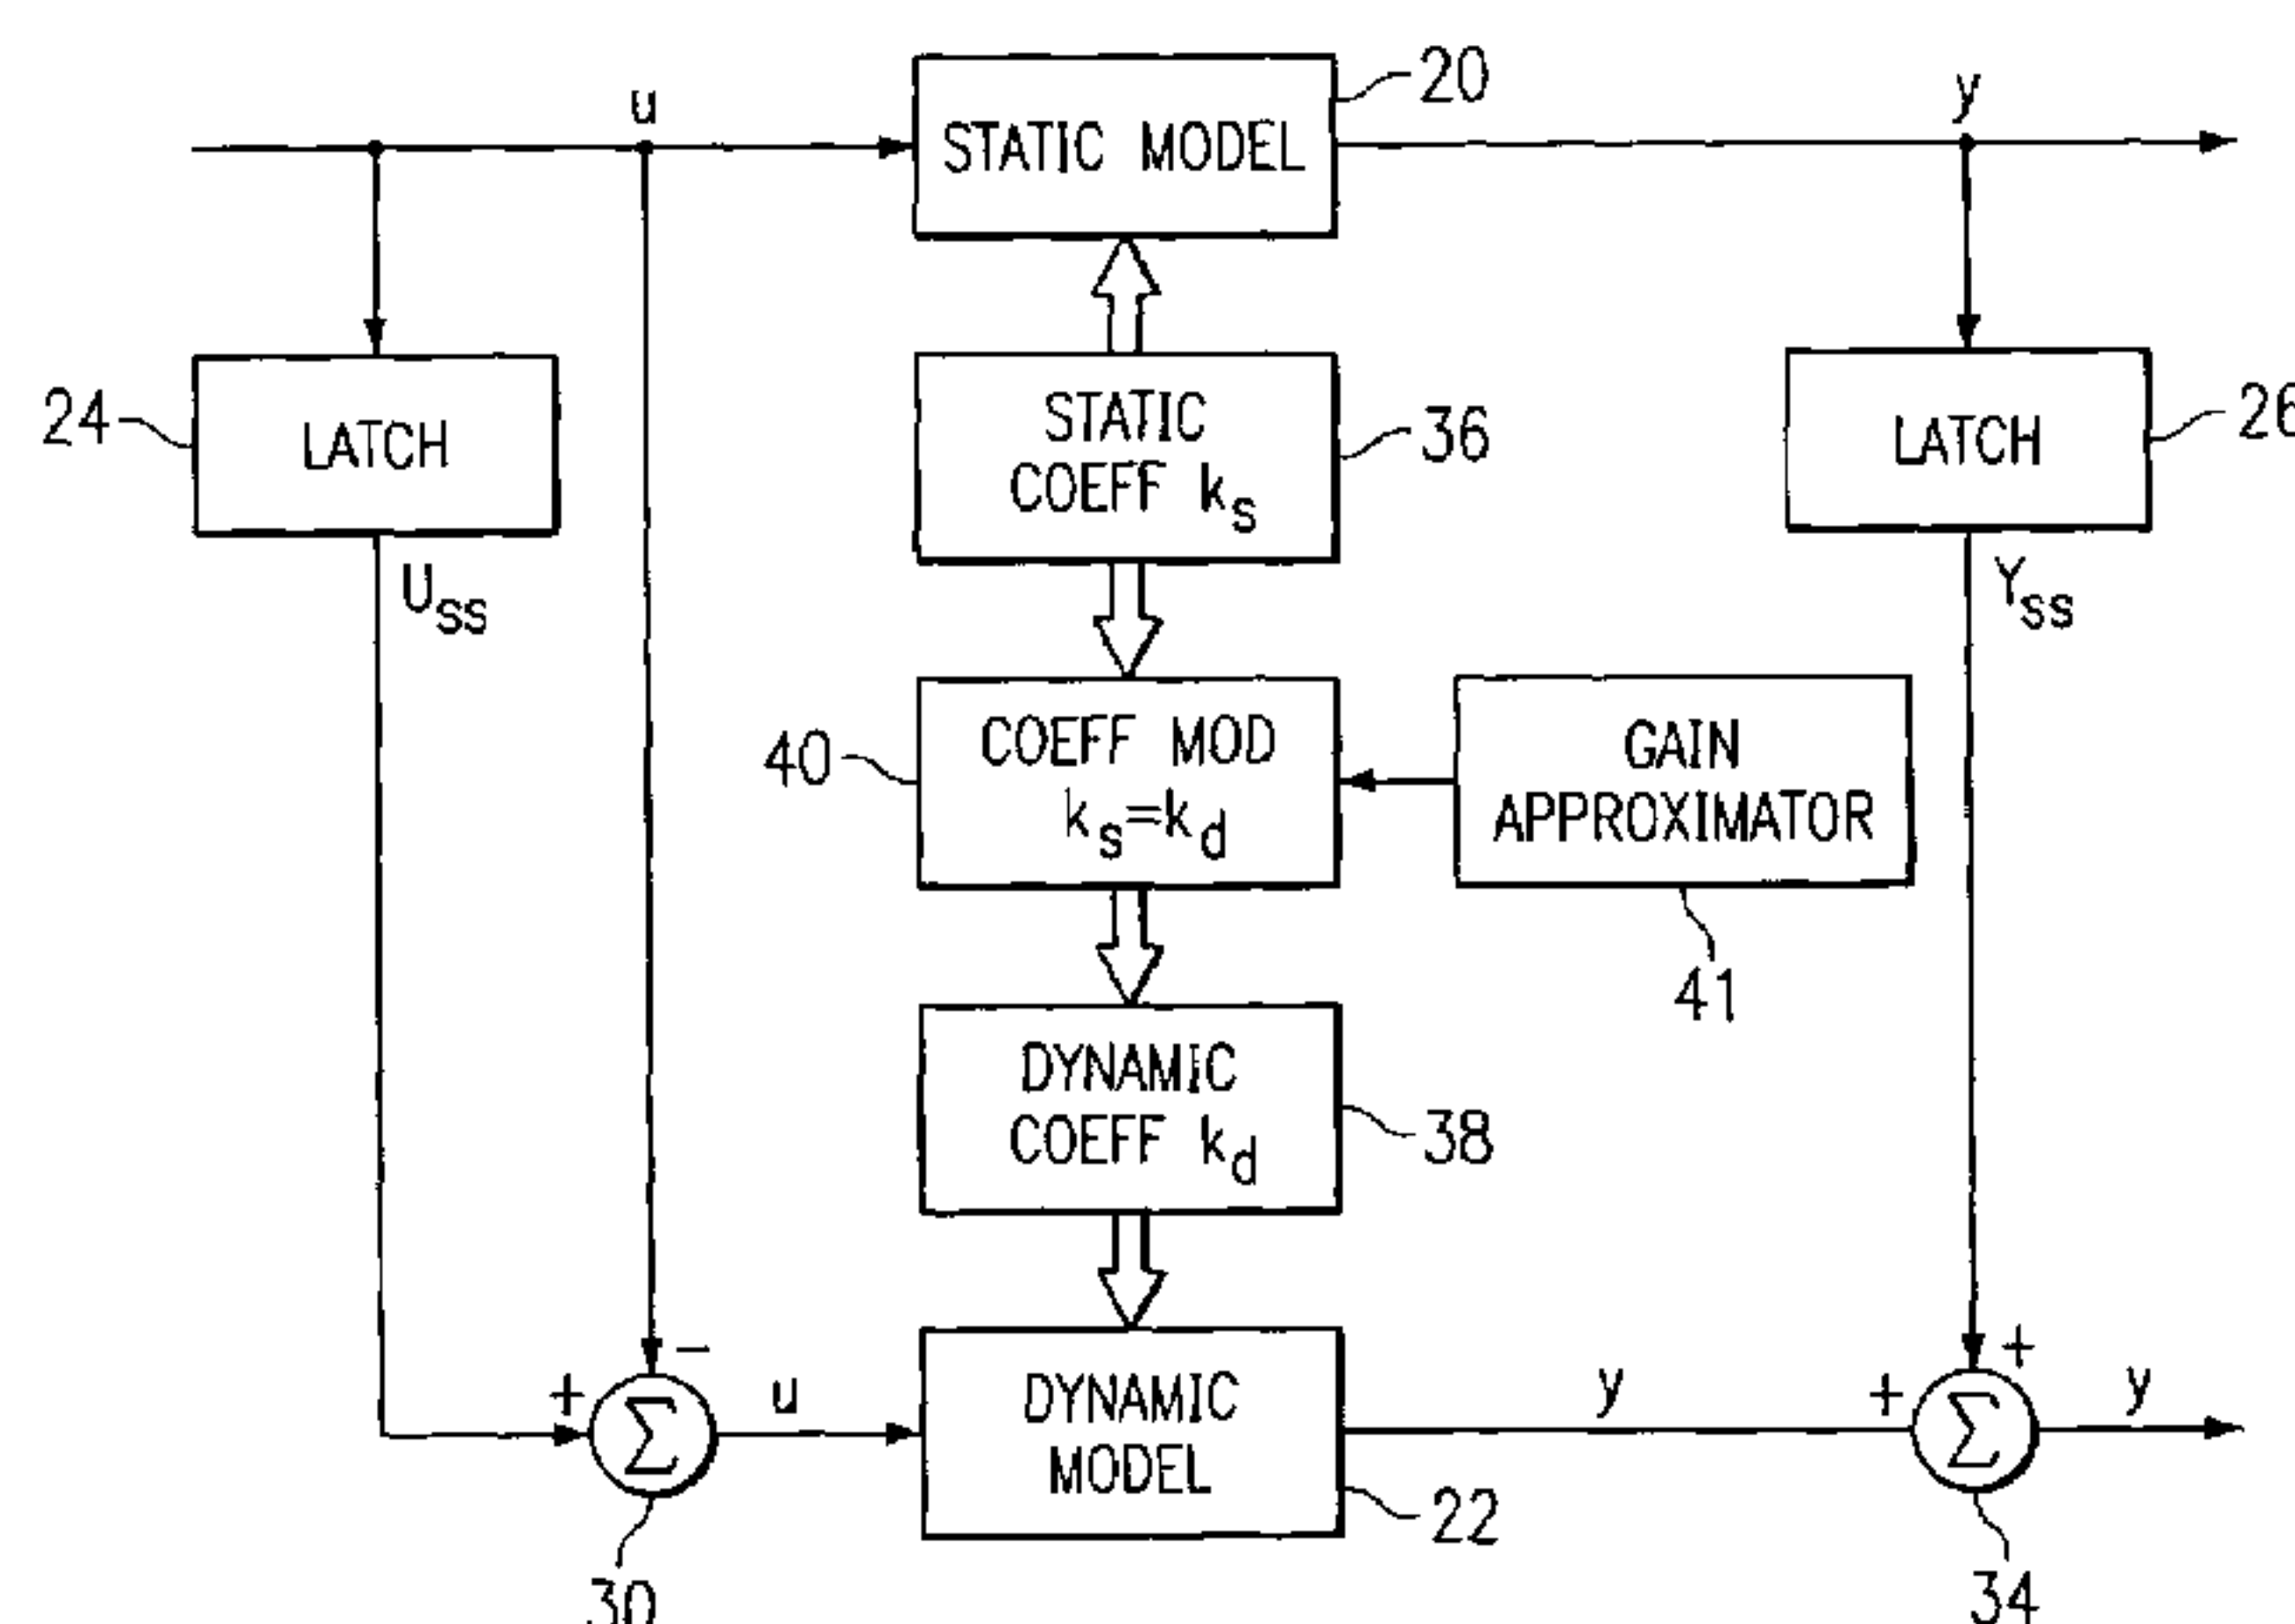 u
20
y
STATIC MODEL
24
LATCH
STATIC
COEFF ks
36
LATCH
26
Uss
Yss
40
COEFF MOD
ks=kd
GAIN
APPROXIMATOR
41
DYNAMIC
COEFF kd
38
+
−
Σ
u
DYNAMIC
MODEL
22
y
+
+
Σ
y
30
34